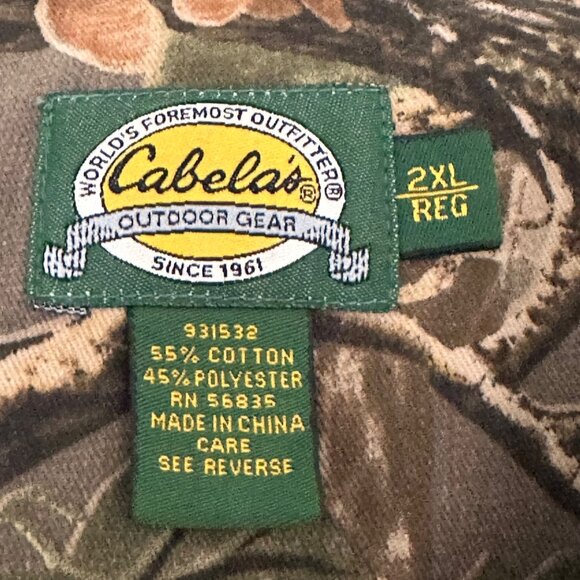 WORLD'S FOREMOST OUTFITTER®
Cabela's®
OUTDOOR GEAR
SINCE 1961
2XL
REG
931532
55% COTTON
45% POLYESTER
RN 56835
MADE IN CHINA
CARE
SEE REVERSE